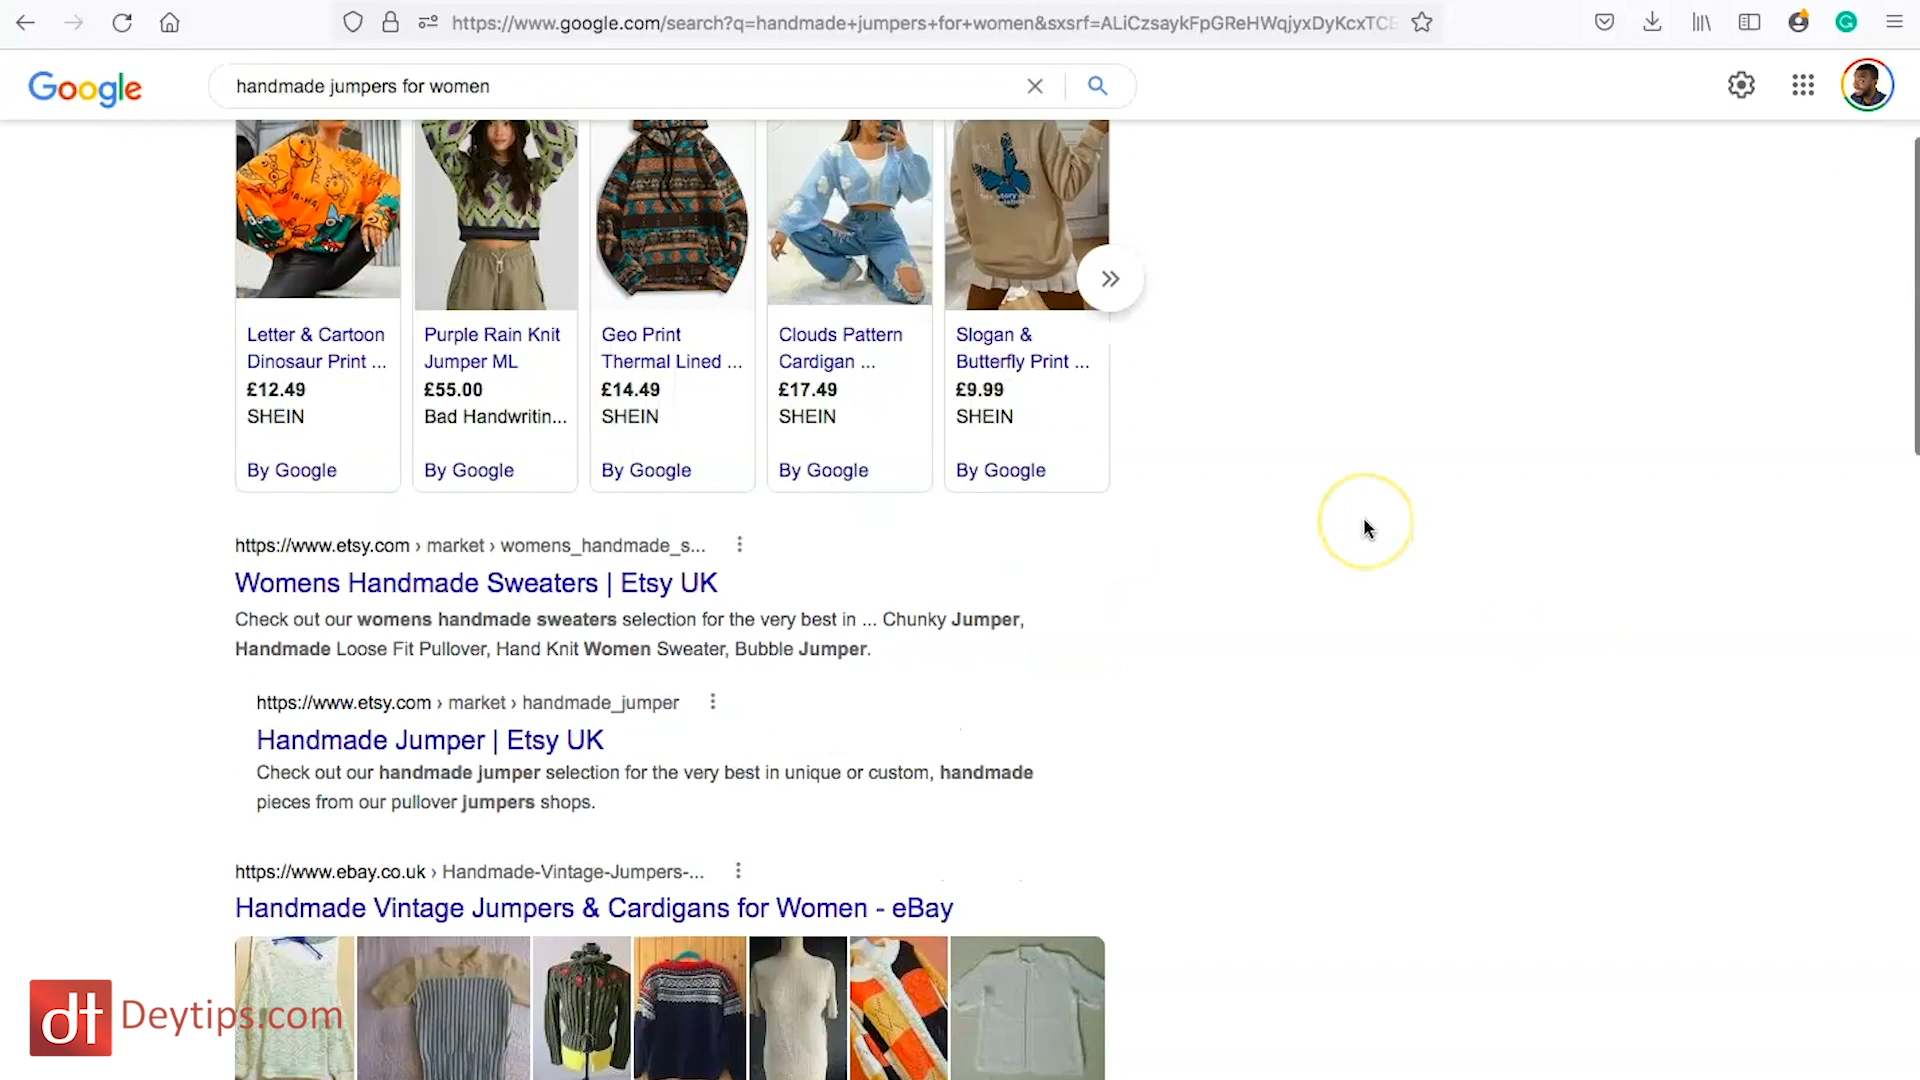 https://www.google.com/search?q=handmade+jumpers+for+women&sxsrf=ALiCzsaykFpGReHWqjyxDyKcxTCE
Google
handmade jumpers for women
HA-HA!
Letter & Cartoon
Dinosaur Print ...
£12.49
SHEIN
By Google
Purple Rain Knit
Jumper ML
£55.00
Bad Handwritin...
By Google
Geo Print
Thermal Lined ...
£14.49
SHEIN
By Google
Clouds Pattern
Cardigan ...
£17.49
SHEIN
By Google
Slogan &
Butterfly Print ...
£9.99
SHEIN
By Google
https://www.etsy.com › market › womens_handmade_s...
Womens Handmade Sweaters | Etsy UK
Check out our womens handmade sweaters selection for the very best in ... Chunky Jumper,
Handmade Loose Fit Pullover, Hand Knit Women Sweater, Bubble Jumper.
https://www.etsy.com › market › handmade_jumper
Handmade Jumper | Etsy UK
Check out our handmade jumper selection for the very best in unique or custom, handmade
pieces from our pullover jumpers shops.
https://www.ebay.co.uk › Handmade-Vintage-Jumpers-...
Handmade Vintage Jumpers & Cardigans for Women - eBay
dt Deytips.com